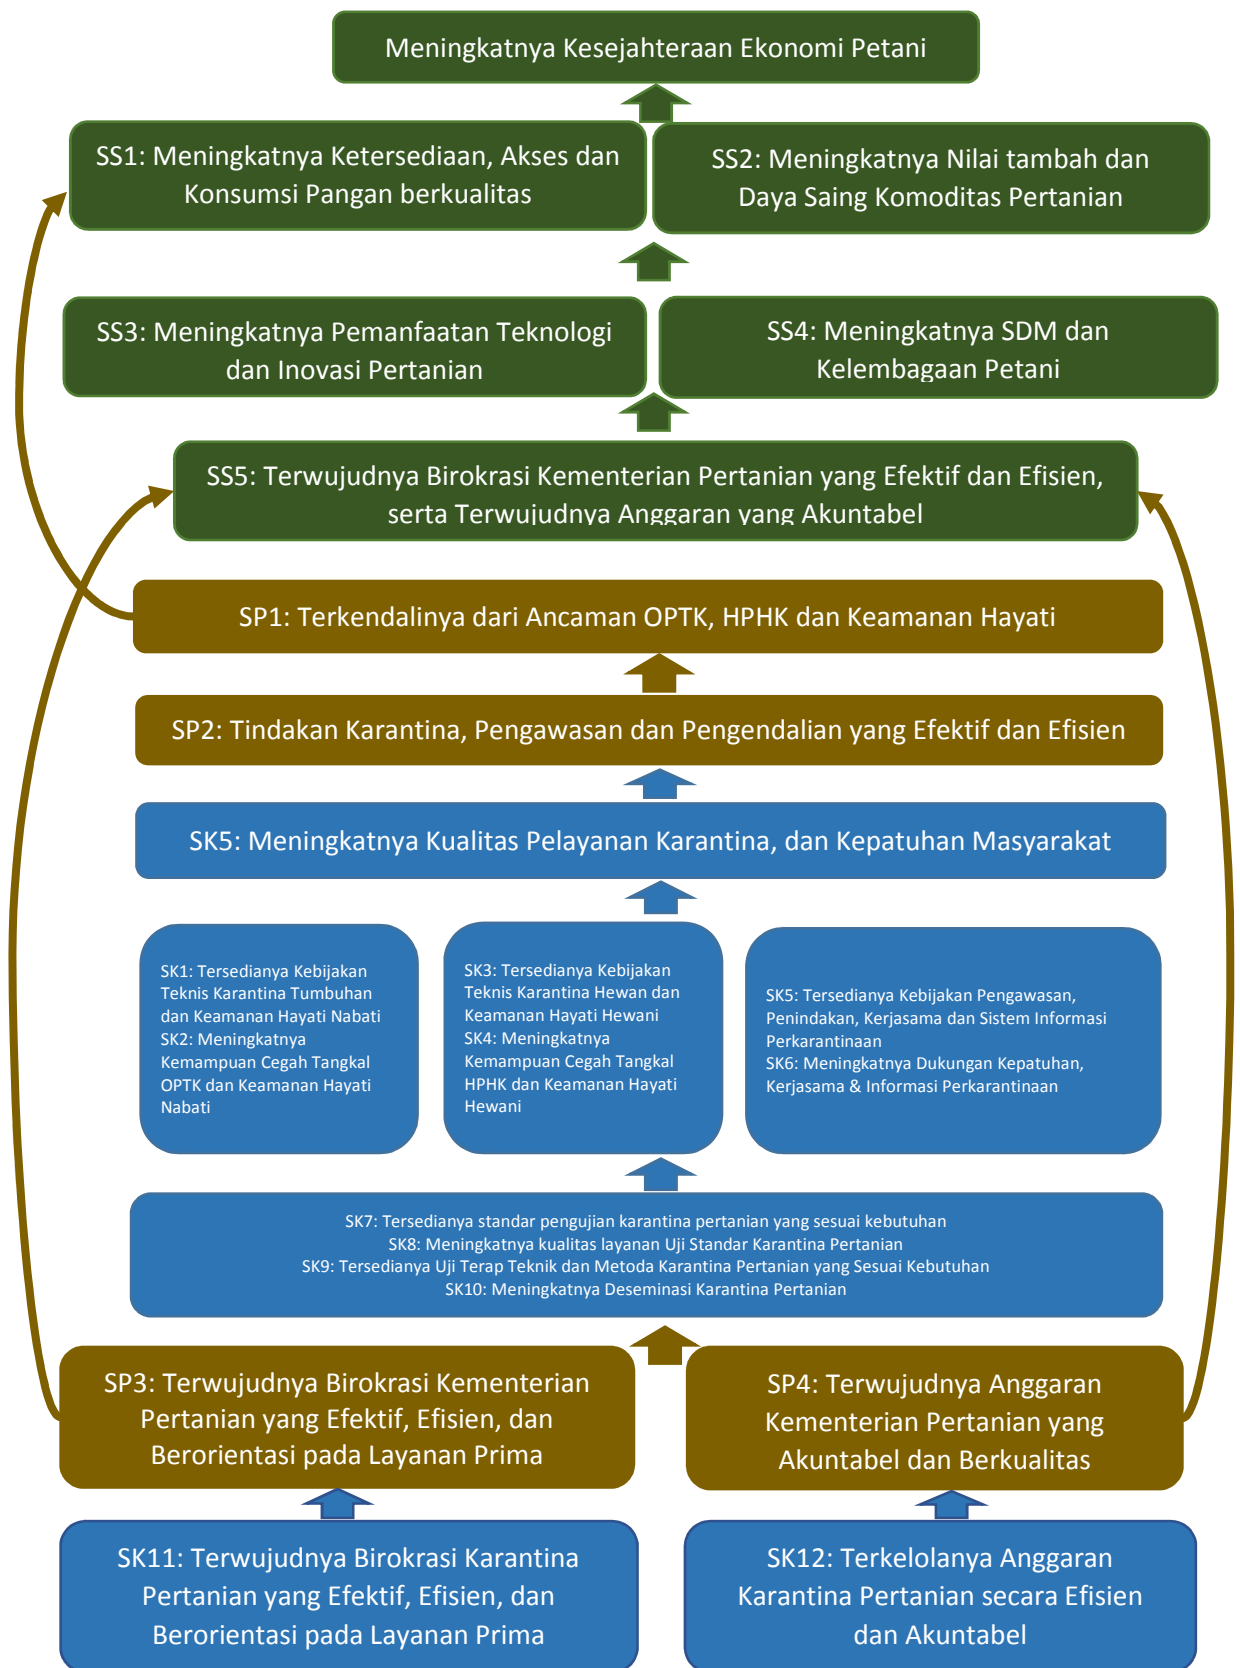 Meningkatnya Kesejahteraan Ekonomi Petani
SS1: Meningkatnya Ketersediaan, Akses dan
Konsumsi Pangan berkualitas
SS2: Meningkatnya Nilai tambah dan
Daya Saing Komoditas Pertanian
SS3: Meningkatnya Pemanfaatan Teknologi
dan Inovasi Pertanian
SS4: Meningkatnya SDM dan
Kelembagaan Petani
SS5: Terwujudnya Birokrasi Kementerian Pertanian yang Efektif dan Efisien,
serta Terwujudnya Anggaran yang Akuntabel
SP1: Terkendalinya dari Ancaman OPTK, HPHK dan Keamanan Hayati
SP2: Tindakan Karantina, Pengawasan dan Pengendalian yang Efektif dan Efisien
SK5: Meningkatnya Kualitas Pelayanan Karantina, dan Kepatuhan Masyarakat
SK1: Tersedianya Kebijakan
Teknis Karantina Tumbuhan
dan Keamanan Hayati Nabati
SK2: Meningkatnya
Kemampuan Cegah Tangkal
OPTK dan Keamanan Hayati
Nabati
SK3: Tersedianya Kebijakan
Teknis Karantina Hewan dan
Keamanan Hayati Hewani
SK4: Meningkatnya
Kemampuan Cegah Tangkal
HPHK dan Keamanan Hayati
Hewani
SK5: Tersedianya Kebijakan Pengawasan,
Penindakan, Kerjasama dan Sistem Informasi
Perkarantinaan
SK6: Meningkatnya Dukungan Kepatuhan,
Kerjasama & Informasi Perkarantinaan
SK7: Tersedianya standar pengujian karantina pertanian yang sesuai kebutuhan
SK8: Meningkatnya kualitas layanan Uji Standar Karantina Pertanian
SK9: Tersedianya Uji Terap Teknik dan Metoda Karantina Pertanian yang Sesuai Kebutuhan
SK10: Meningkatnya Deseminasi Karantina Pertanian
SP3: Terwujudnya Birokrasi Kementerian
Pertanian yang Efektif, Efisien, dan
Berorientasi pada Layanan Prima
SP4: Terwujudnya Anggaran
Kementerian Pertanian yang
Akuntabel dan Berkualitas
SK11: Terwujudnya Birokrasi Karantina
Pertanian yang Efektif, Efisien, dan
Berorientasi pada Layanan Prima
SK12: Terkelolanya Anggaran
Karantina Pertanian secara Efisien
dan Akuntabel